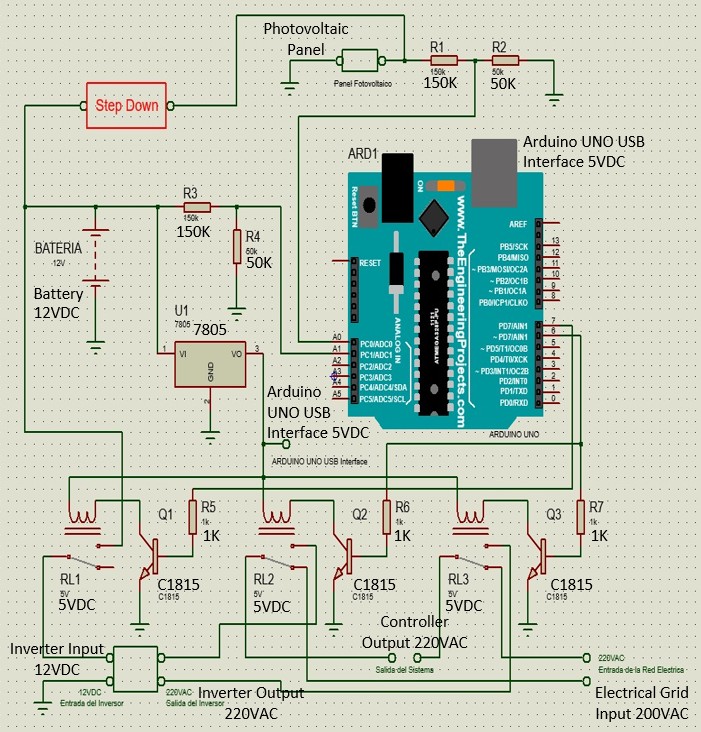 Photovoltaic
Panel
Panel Fotovoltaico
R1
150k
150K
R2
50k
50K
Step Down
ARD1
Arduino UNO USB
Interface 5VDC
Reset BTN
ON
www.TheEngineeringProjects.com
AREF
PB5/SCK
13
PB4/MISO
12
~ PB3/MOSI/OC2A
11
~ PB2/OC1B
10
~ PB1/OC1A
9
PB0/ICP1/CLKO
8
RESET
R3
150k
150K
R4
50k
50K
BATERIA
12V
Battery
12VDC
U1
7805
7805
1
VI
VO
3
GND
2
ANALOG IN
ATMEGA328P-PU
A0
PC0/ADC0
A1
PC1/ADC1
A2
PC2/ADC2
A3
PC3/ADC3
A4
PC4/ADC4/SDA
A5
PC5/ADC5/SCL
PD7/AIN1
7
~ PD7/AIN1
6
~ PD5/T1/OC0B
5
PD4/T0/XCK
4
~ PD3/INT1/OC2B
3
PD2/INT0
2
PD1/TXD
1
PD0/RXD
0
ARDUINO UNO
Arduino
UNO USB
Interface 5VDC
ARDUINO UNO USB Interface
Q1
R5
1k
1K
Q2
R6
1k
1K
Q3
R7
1k
1K
RL1
5V
5VDC
C1815
C1815
RL2
5V
5VDC
C1815
C1815
RL3
5V
5VDC
C1815
C1815
Controller
Output 220VAC
Salida del Sistema
Inverter Input
12VDC
12VDC
Entrada del Inversor
220VAC
Salida del Inversor
Inverter Output
220VAC
220VAC
Entrada de la Red Electrica
Electrical Grid
Input 200VAC